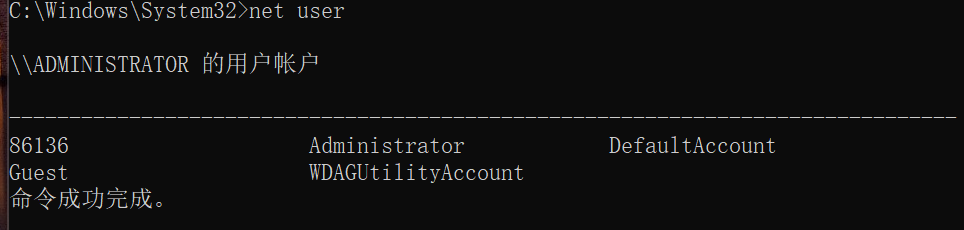 C:\Windows\System32>net user
\\ADMINISTRATOR 的用户帐户
-------------------------------------------------------------------------------
86136                    Administrator            DefaultAccount
Guest                    WDAGUtilityAccount
命令成功完成。